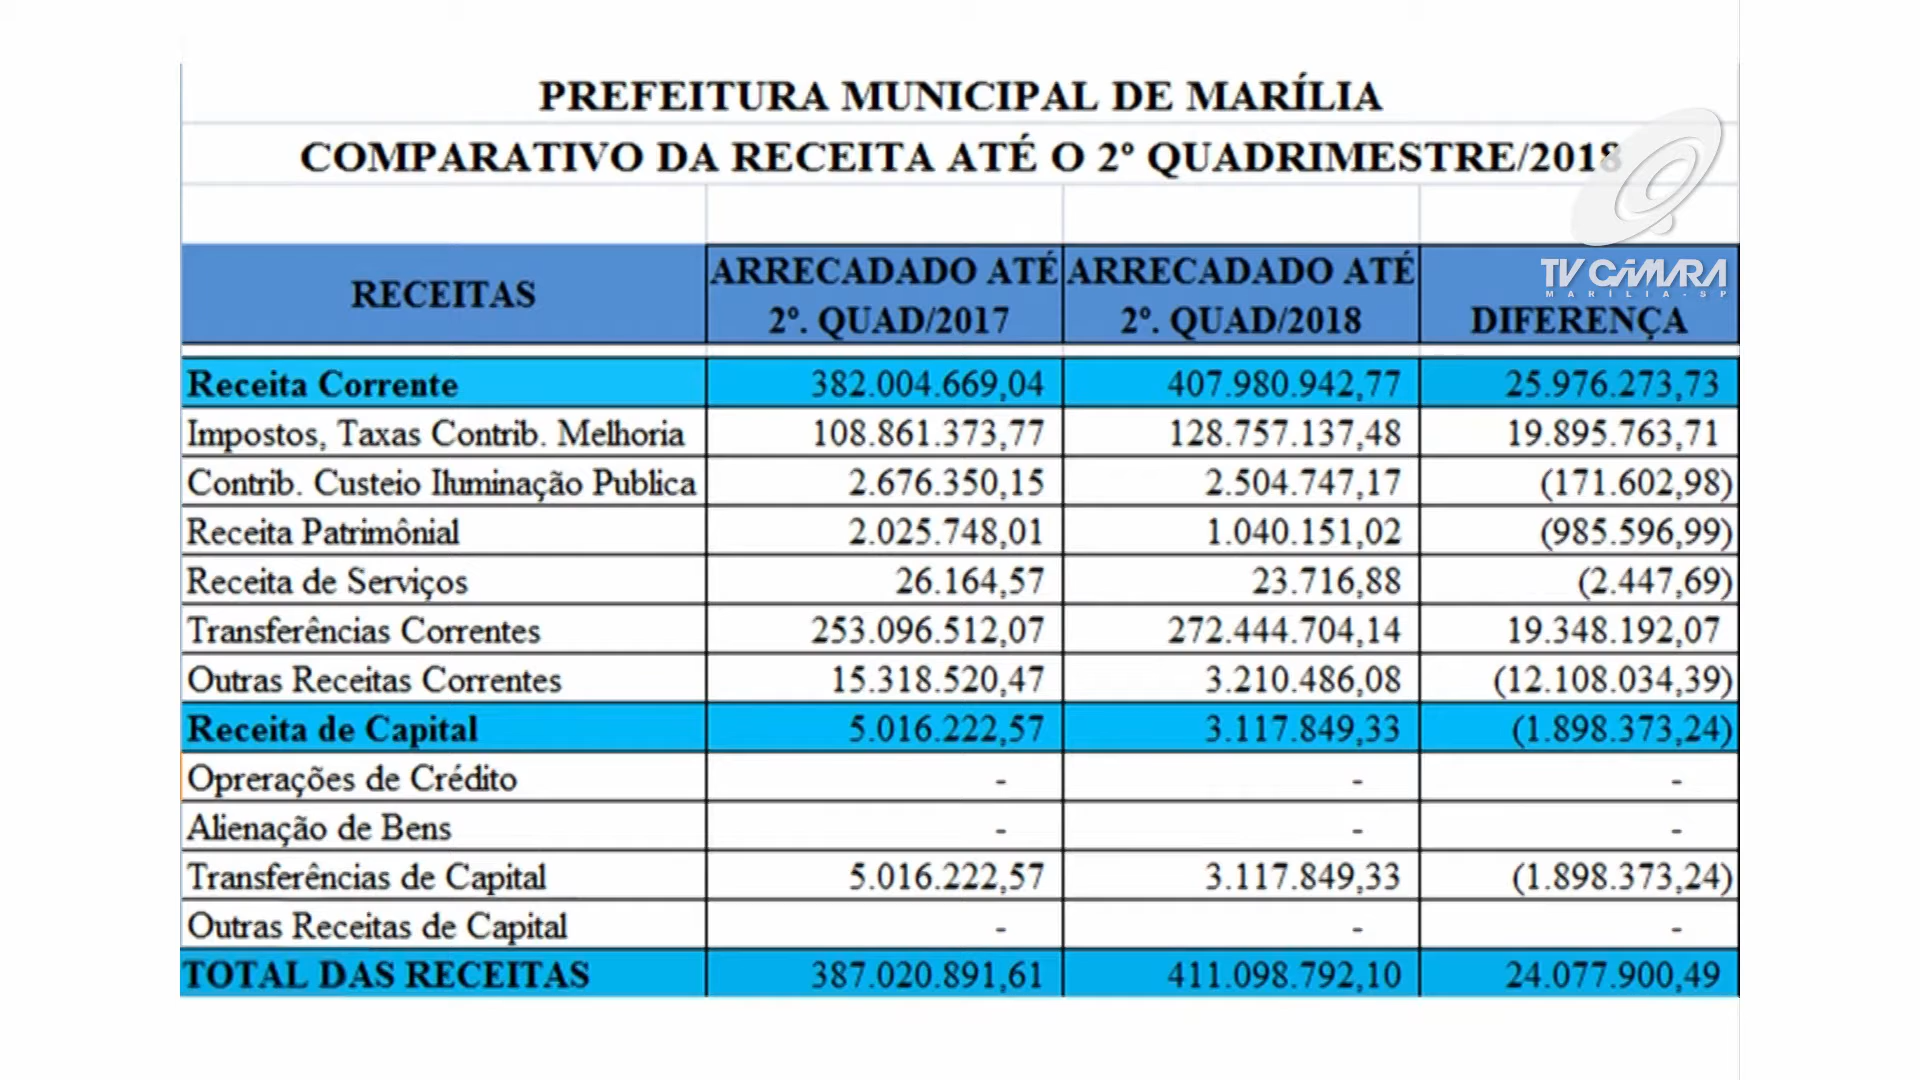 PREFEITURA MUNICIPAL DE MARÍLIA
COMPARATIVO DA RECEITA ATÉ O 2º QUADRIMESTRE/2018
TV CÂMARA
MARÍLIA-SP
RECEITAS
ARRECADADO ATÉ
2º. QUAD/2017
ARRECADADO ATÉ
2º. QUAD/2018
DIFERENÇA
Receita Corrente 382.004.669,04 407.980.942,77 25.976.273,73
Impostos, Taxas Contrib. Melhoria 108.861.373,77 128.757.137,48 19.895.763,71
Contrib. Custeio Iluminação Publica 2.676.350,15 2.504.747,17 (171.602,98)
Receita Patrimônial 2.025.748,01 1.040.151,02 (985.596,99)
Receita de Serviços 26.164,57 23.716,88 (2.447,69)
Transferências Correntes 253.096.512,07 272.444.704,14 19.348.192,07
Outras Receitas Correntes 15.318.520,47 3.210.486,08 (12.108.034,39)
Receita de Capital 5.016.222,57 3.117.849,33 (1.898.373,24)
Oprerações de Crédito - - -
Alienação de Bens - - -
Transferências de Capital 5.016.222,57 3.117.849,33 (1.898.373,24)
Outras Receitas de Capital - - -
TOTAL DAS RECEITAS 387.020.891,61 411.098.792,10 24.077.900,49